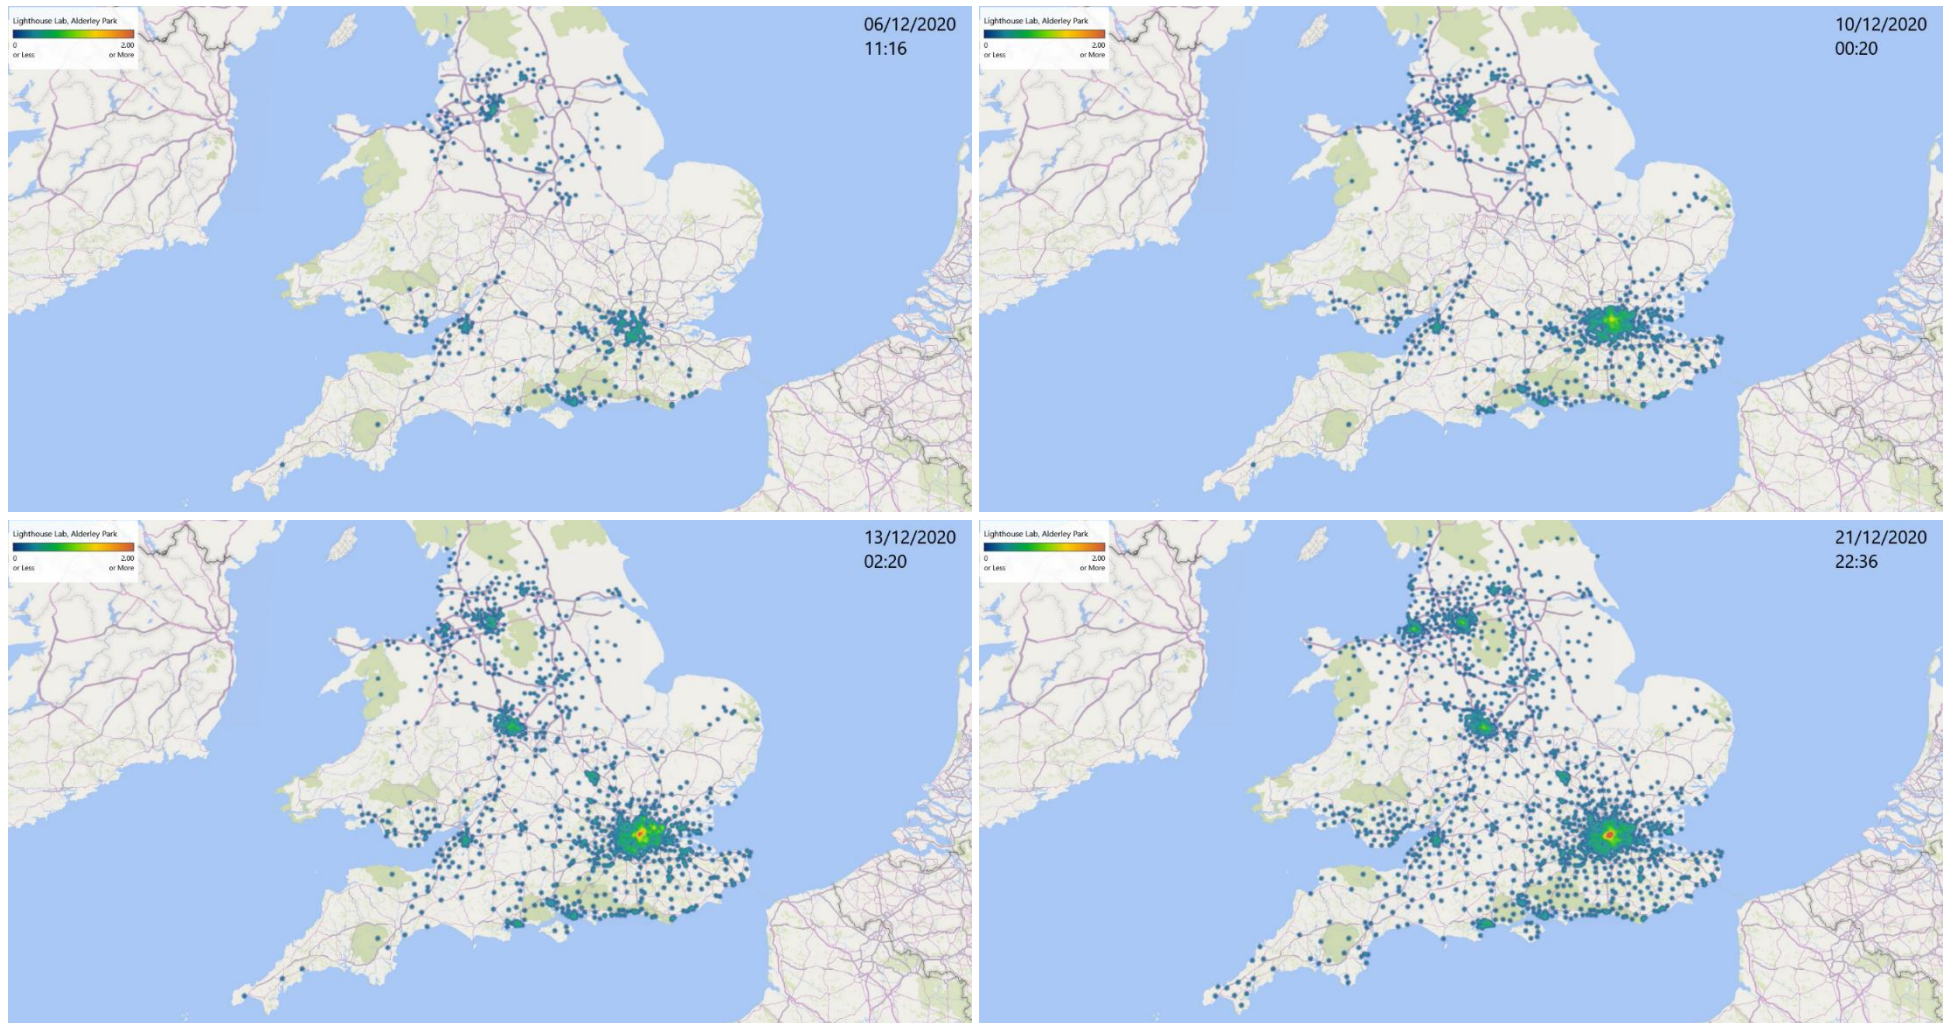 Lighthouse Lab, Alderley Park
0 2.00
or Less or More
06/12/2020
11:16
Lighthouse Lab, Alderley Park
0 2.00
or Less or More
10/12/2020
00:20
Lighthouse Lab, Alderley Park
0 2.00
or Less or More
13/12/2020
02:20
Lighthouse Lab, Alderley Park
0 2.00
or Less or More
21/12/2020
22:36